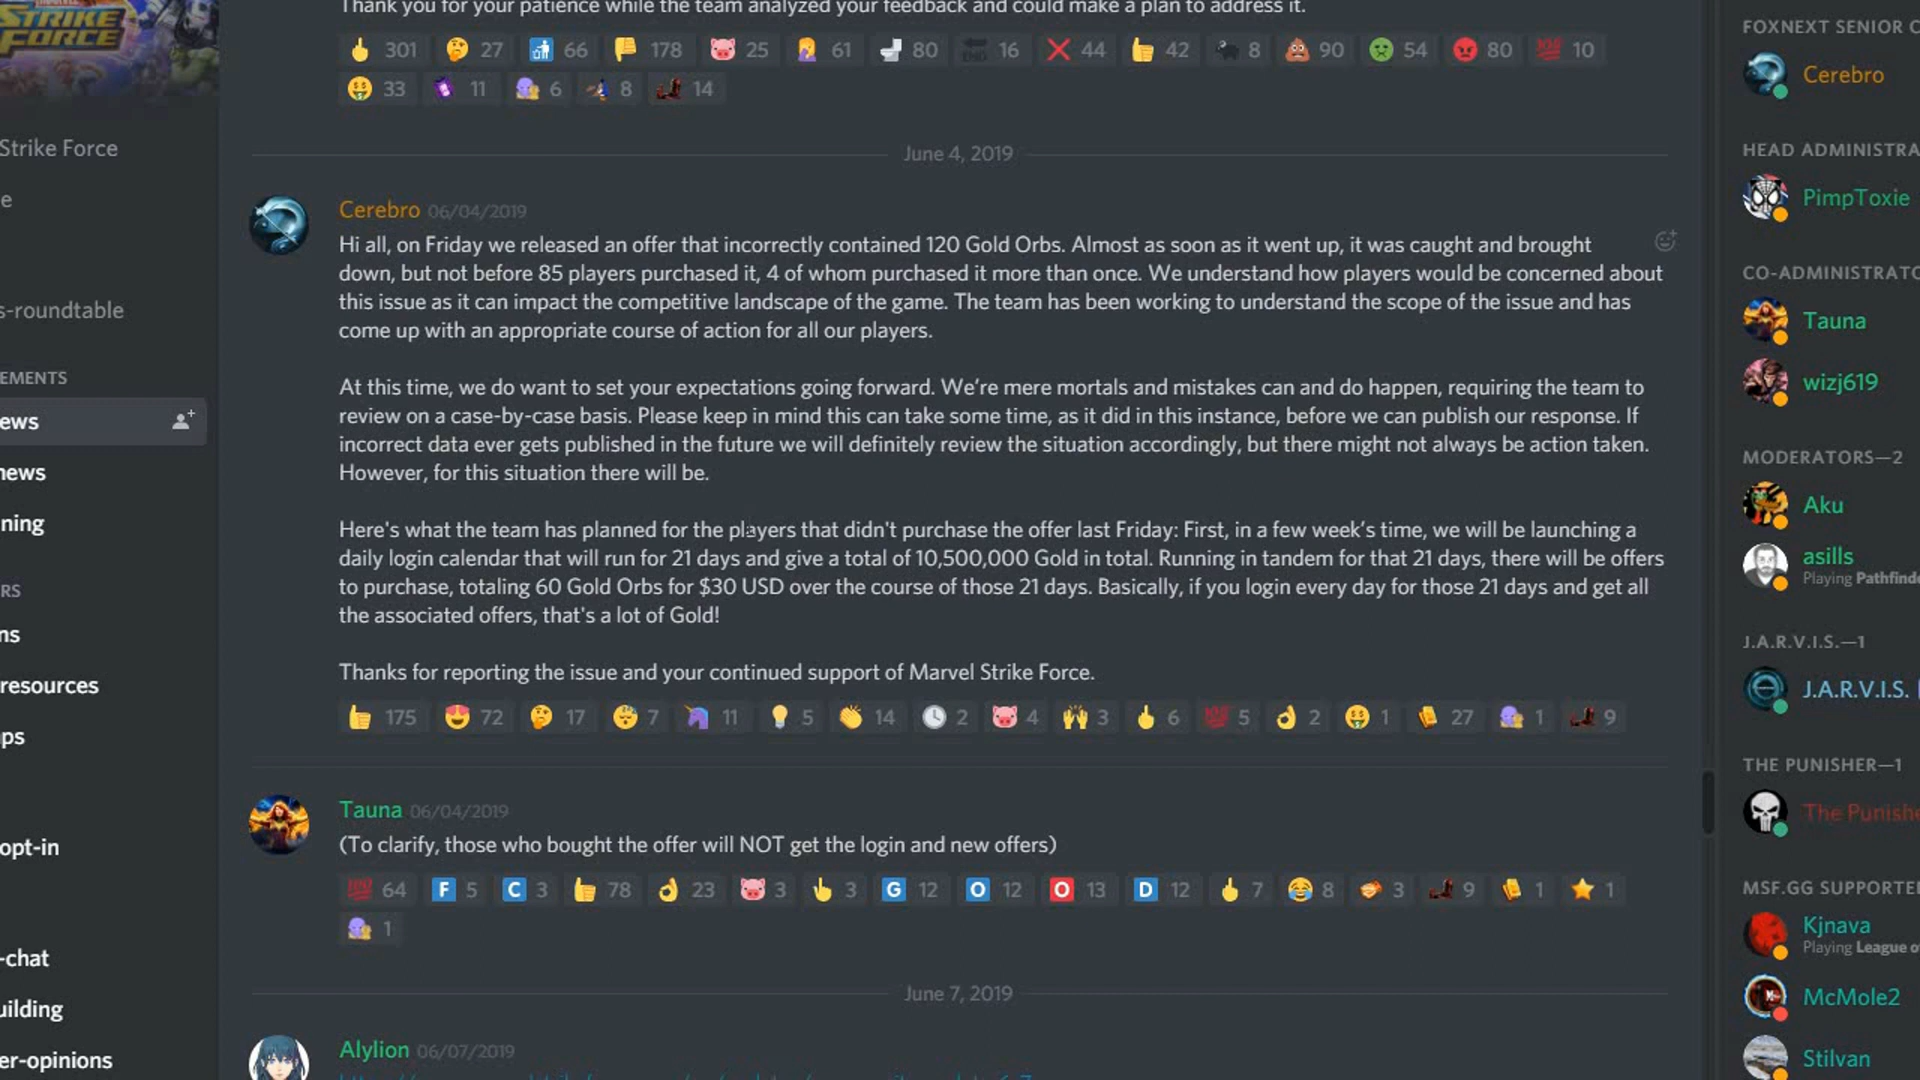 STRIKE
FORCE
Strike Force
e
s-roundtable
EMENTS
ews
news
ning
RS
ns
resources
ps
opt-in
-chat
uilding
er-opinions
Thank you for your patience while the team analyzed your feedback and could make a plan to address it.
301 27 66 178 25 61 80 16 44 42 8 90 54 80 10
33 11 6 8 14
June 4, 2019
Cerebro 06/04/2019
Hi all, on Friday we released an offer that incorrectly contained 120 Gold Orbs. Almost as soon as it went up, it was caught and brought
down, but not before 85 players purchased it, 4 of whom purchased it more than once. We understand how players would be concerned about
this issue as it can impact the competitive landscape of the game. The team has been working to understand the scope of the issue and has
come up with an appropriate course of action for all our players.
At this time, we do want to set your expectations going forward. We're mere mortals and mistakes can and do happen, requiring the team to
review on a case-by-case basis. Please keep in mind this can take some time, as it did in this instance, before we can publish our response. If
incorrect data ever gets published in the future we will definitely review the situation accordingly, but there might not always be action taken.
However, for this situation there will be.
Here's what the team has planned for the players that didn't purchase the offer last Friday: First, in a few week's time, we will be launching a
daily login calendar that will run for 21 days and give a total of 10,500,000 Gold in total. Running in tandem for that 21 days, there will be offers
to purchase, totaling 60 Gold Orbs for $30 USD over the course of those 21 days. Basically, if you login every day for those 21 days and get all
the associated offers, that's a lot of Gold!
Thanks for reporting the issue and your continued support of Marvel Strike Force.
175 72 17 7 11 5 14 2 4 3 6 5 2 1 27 1 9
Tauna 06/04/2019
(To clarify, those who bought the offer will NOT get the login and new offers)
64 F 5 C 3 78 23 3 3 G 12 O 12 O 13 D 12 7 8 3 9 1 1
1
June 7, 2019
Alylion 06/07/2019
FOXNEXT SENIOR C
Cerebro
HEAD ADMINISTRA
PimpToxie
CO-ADMINISTRATO
Tauna
wizj619
MODERATORS—2
Aku
asills
Playing Pathfinde
J.A.R.V.I.S.—1
J.A.R.V.I.S.
THE PUNISHER—1
The Punishe
MSF.GG SUPPORTE
Kjnava
Playing League o
McMole2
Stilvan